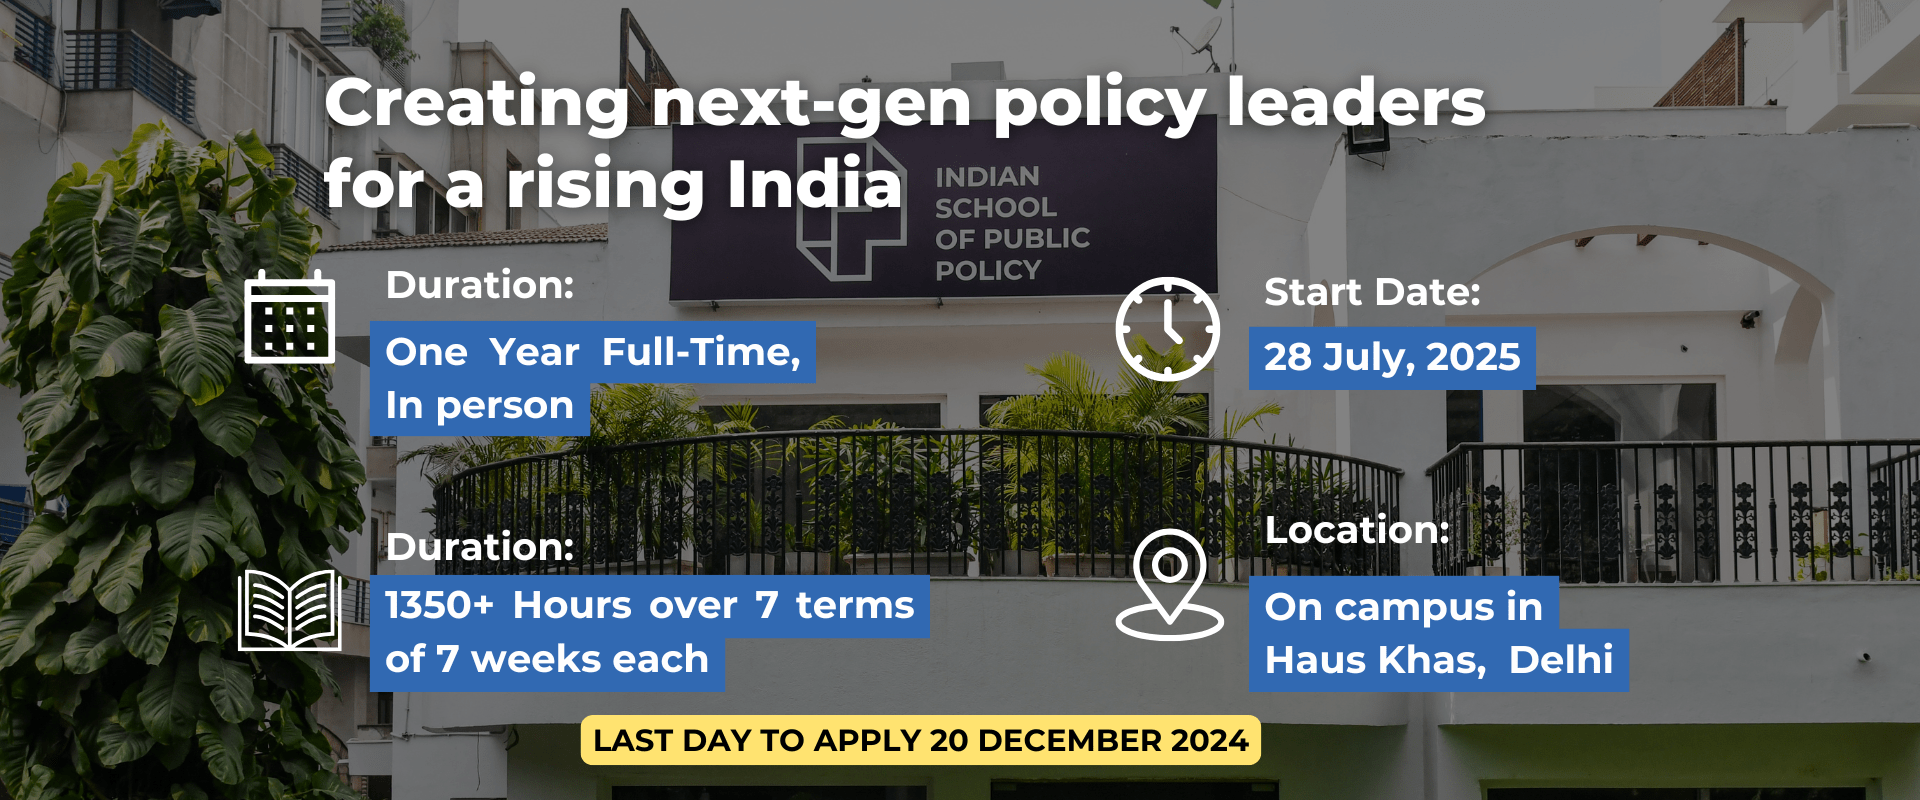 Creating next-gen policy leaders
for a rising India
INDIAN
SCHOOL
OF PUBLIC
POLICY
Duration:
One Year Full-Time,
In person
Start Date:
28 July, 2025
Duration:
1350+ Hours over 7 terms
of 7 weeks each
Location:
On campus in
Haus Khas, Delhi
LAST DAY TO APPLY 20 DECEMBER 2024